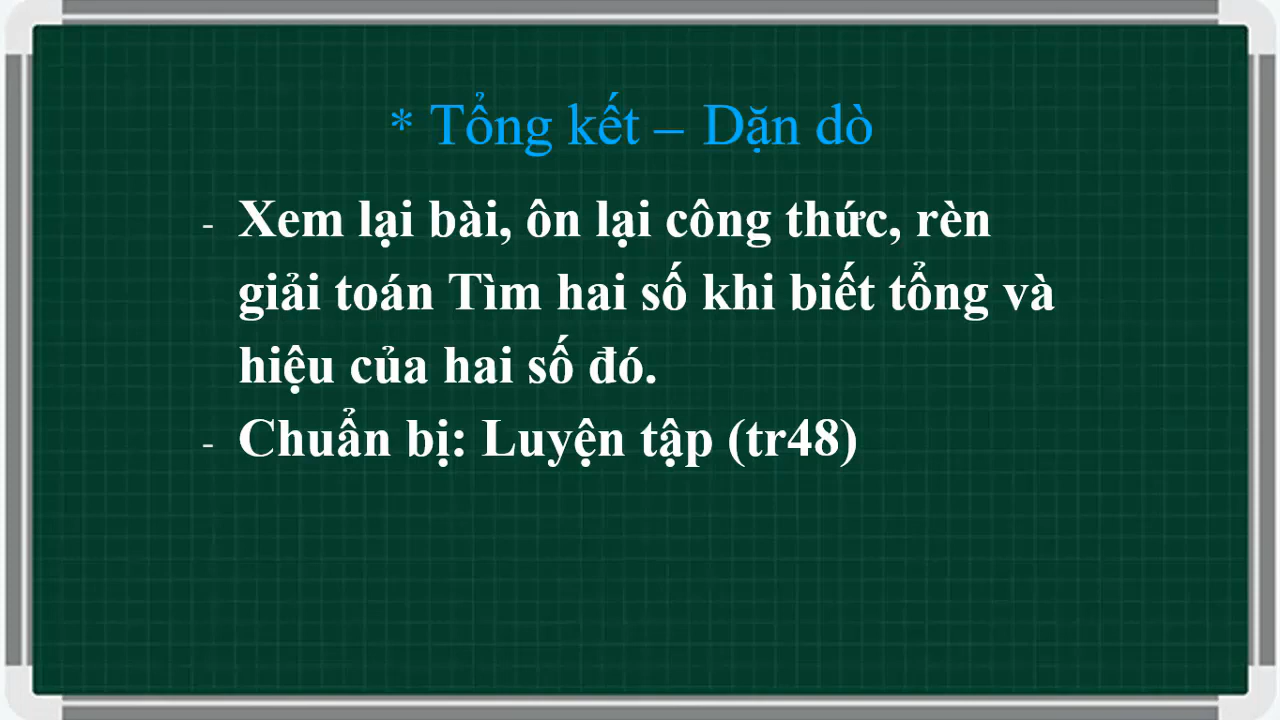 * Tổng kết – Dặn dò
- Xem lại bài, ôn lại công thức, rèn
giải toán Tìm hai số khi biết tổng và
hiệu của hai số đó.
- Chuẩn bị: Luyện tập (tr48)